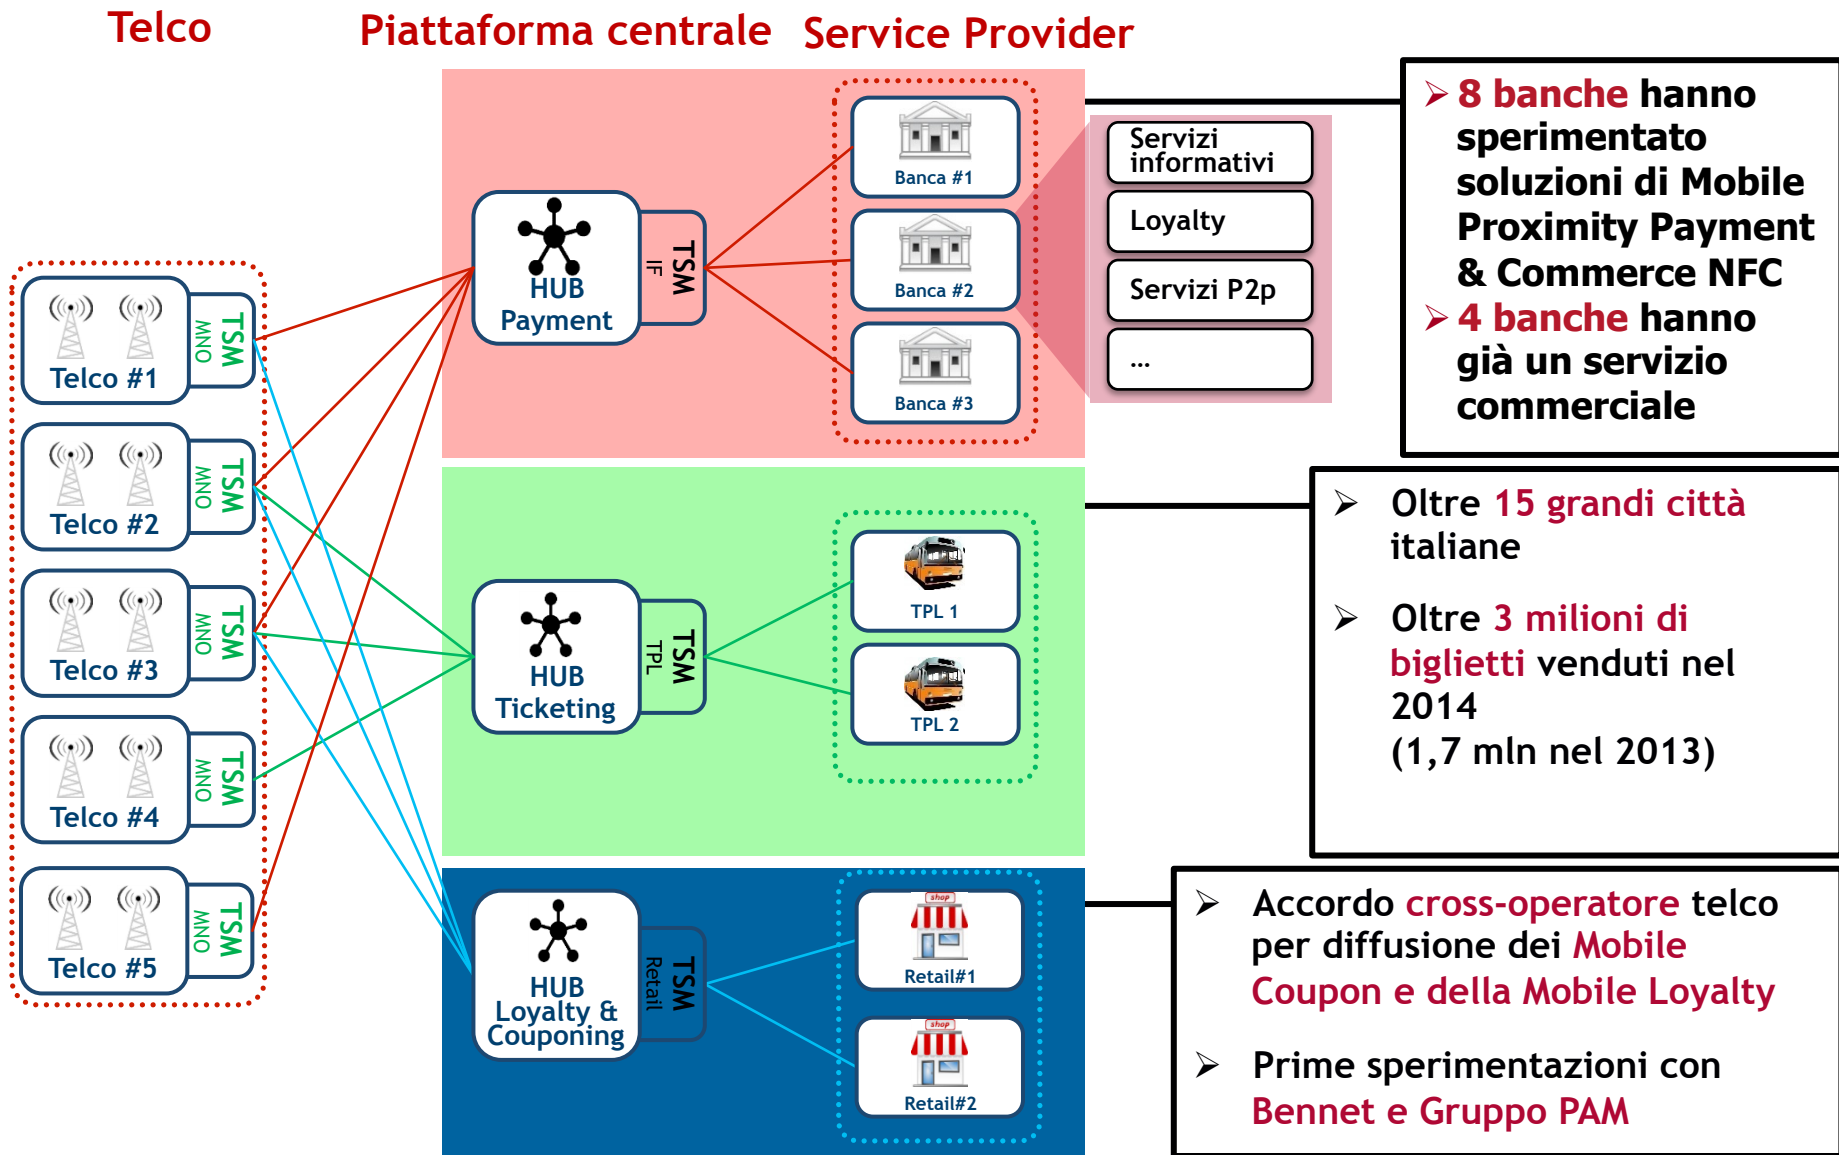 Telco
Piattaforma centrale
Service Provider
TSM
MNO
Telco #1
TSM
MNO
Telco #2
TSM
MNO
Telco #3
TSM
MNO
Telco #4
TSM
MNO
Telco #5
HUB
Payment
TSM
IF
Banca #1
Banca #2
Banca #3
Servizi
informativi
Loyalty
Servizi P2p
...
➢ 8 banche hanno
sperimentato
soluzioni di Mobile
Proximity Payment
& Commerce NFC
➢ 4 banche hanno
già un servizio
commerciale
HUB
Ticketing
TSM
TPL
TPL 1
TPL 2
➢ Oltre 15 grandi città
italiane
➢ Oltre 3 milioni di
biglietti venduti nel
2014
(1,7 mln nel 2013)
HUB
Loyalty &
Couponing
TSM
Retail
shop
Retail#1
shop
Retail#2
➢ Accordo cross-operatore telco
per diffusione dei Mobile
Coupon e della Mobile Loyalty
➢ Prime sperimentazioni con
Bennet e Gruppo PAM